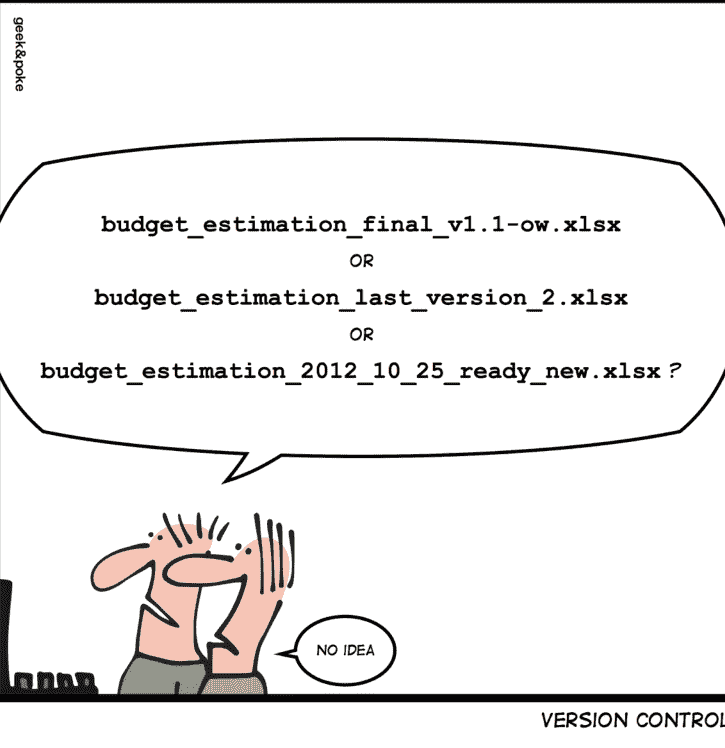 geek&poke
budget_estimation_final_v1.1-ow.xlsx
OR
budget_estimation_last_version_2.xlsx
OR
budget_estimation_2012_10_25_ready_new.xlsx?
NO IDEA
VERSION CONTROL